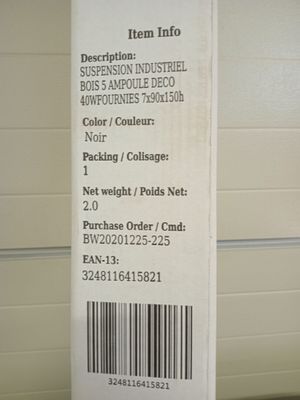 Item Info
Description:
SUSPENSION INDUSTRIEL
BOIS 5 AMPOULE DECO
40WFOURNIES 7x90x150h
Color / Couleur:
Noir
Packing / Colisage:
1
Net weight / Poids Net:
2.0
Purchase Order / Cmd:
BW20201225-225
EAN-13:
3248116415821
3248116415821